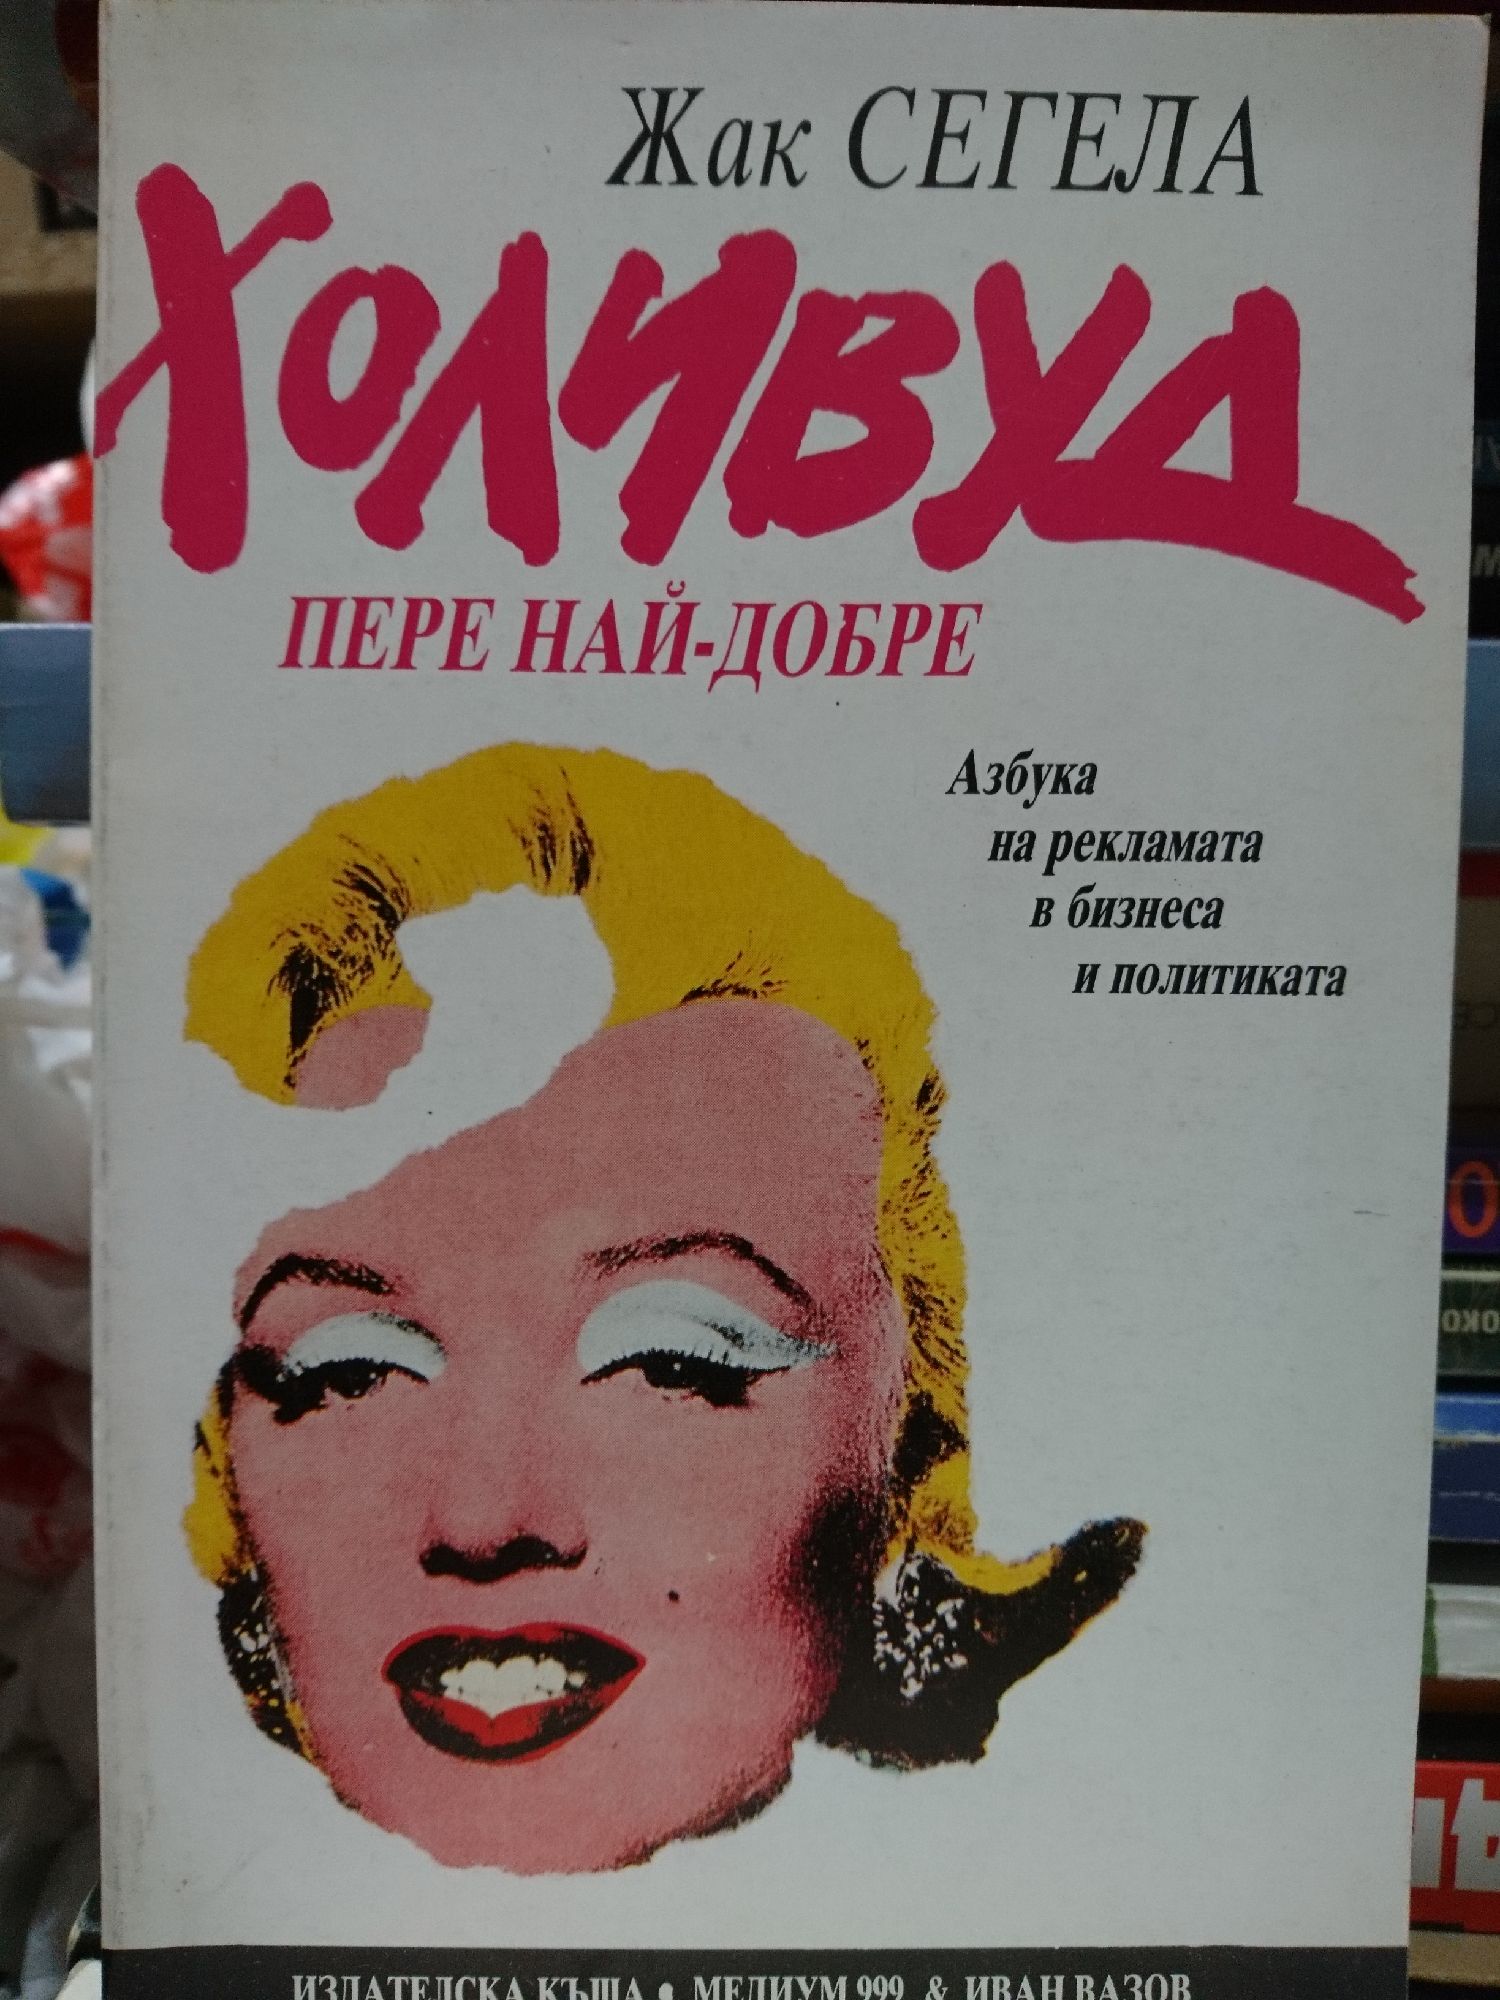 Жак СЕГЕЛА
ХОЛИВУД
ПЕРЕ НАЙ-ДОБРЕ
Азбука
на рекламата
в бизнеса
и политиката
ИЗДАТЕЛСКА КЪЩА • МЕДИУМ 999 & ИВАН ВАЗОВ